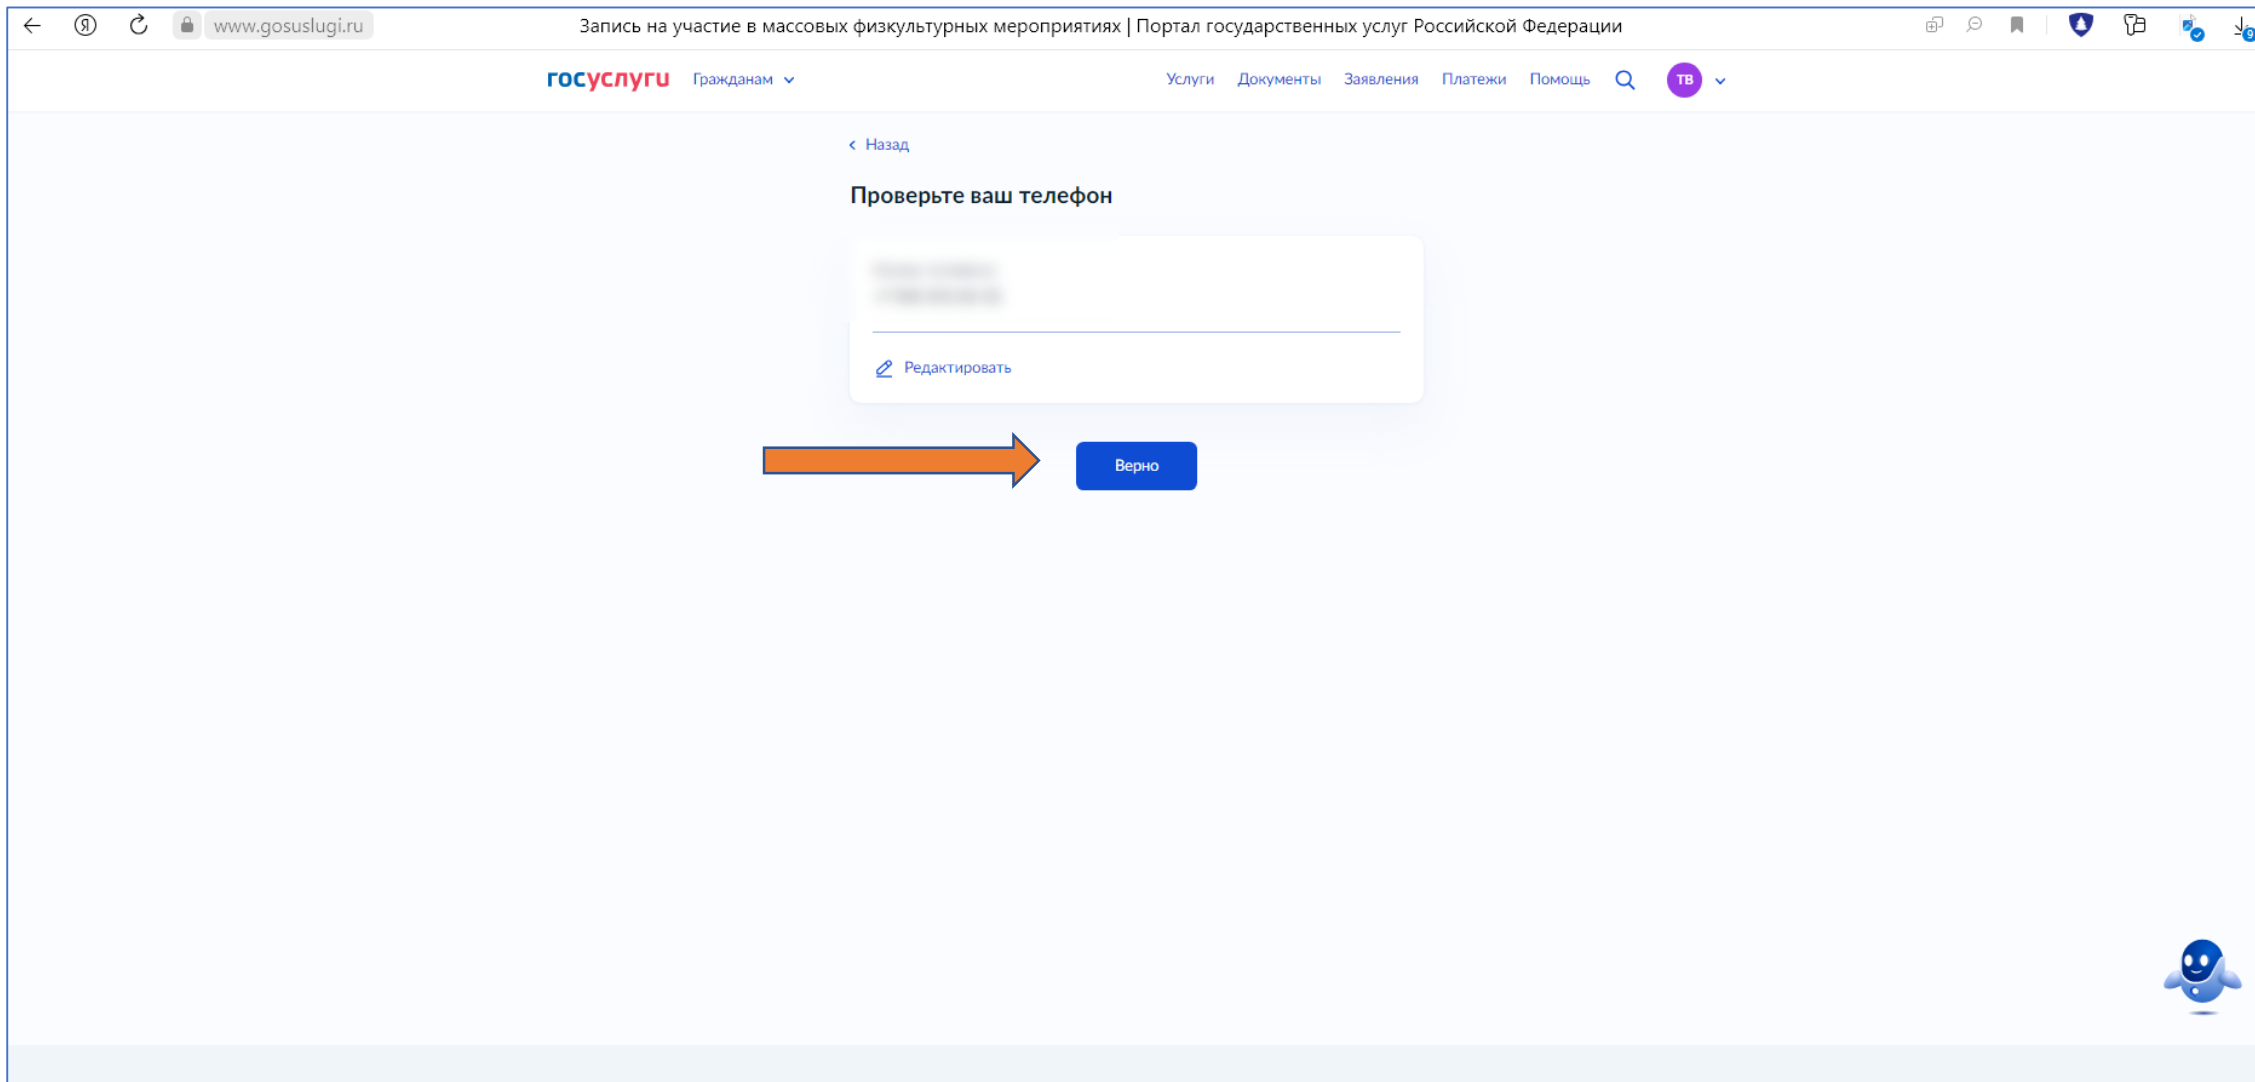 www.gosuslugi.ru
Запись на участие в массовых физкультурных мероприятиях | Портал государственных услуг Российской Федерации
9
госуслуги Гражданам
Услуги Документы Заявления Платежи Помощь
ТВ
Назад
Проверьте ваш телефон
Редактировать
Верно